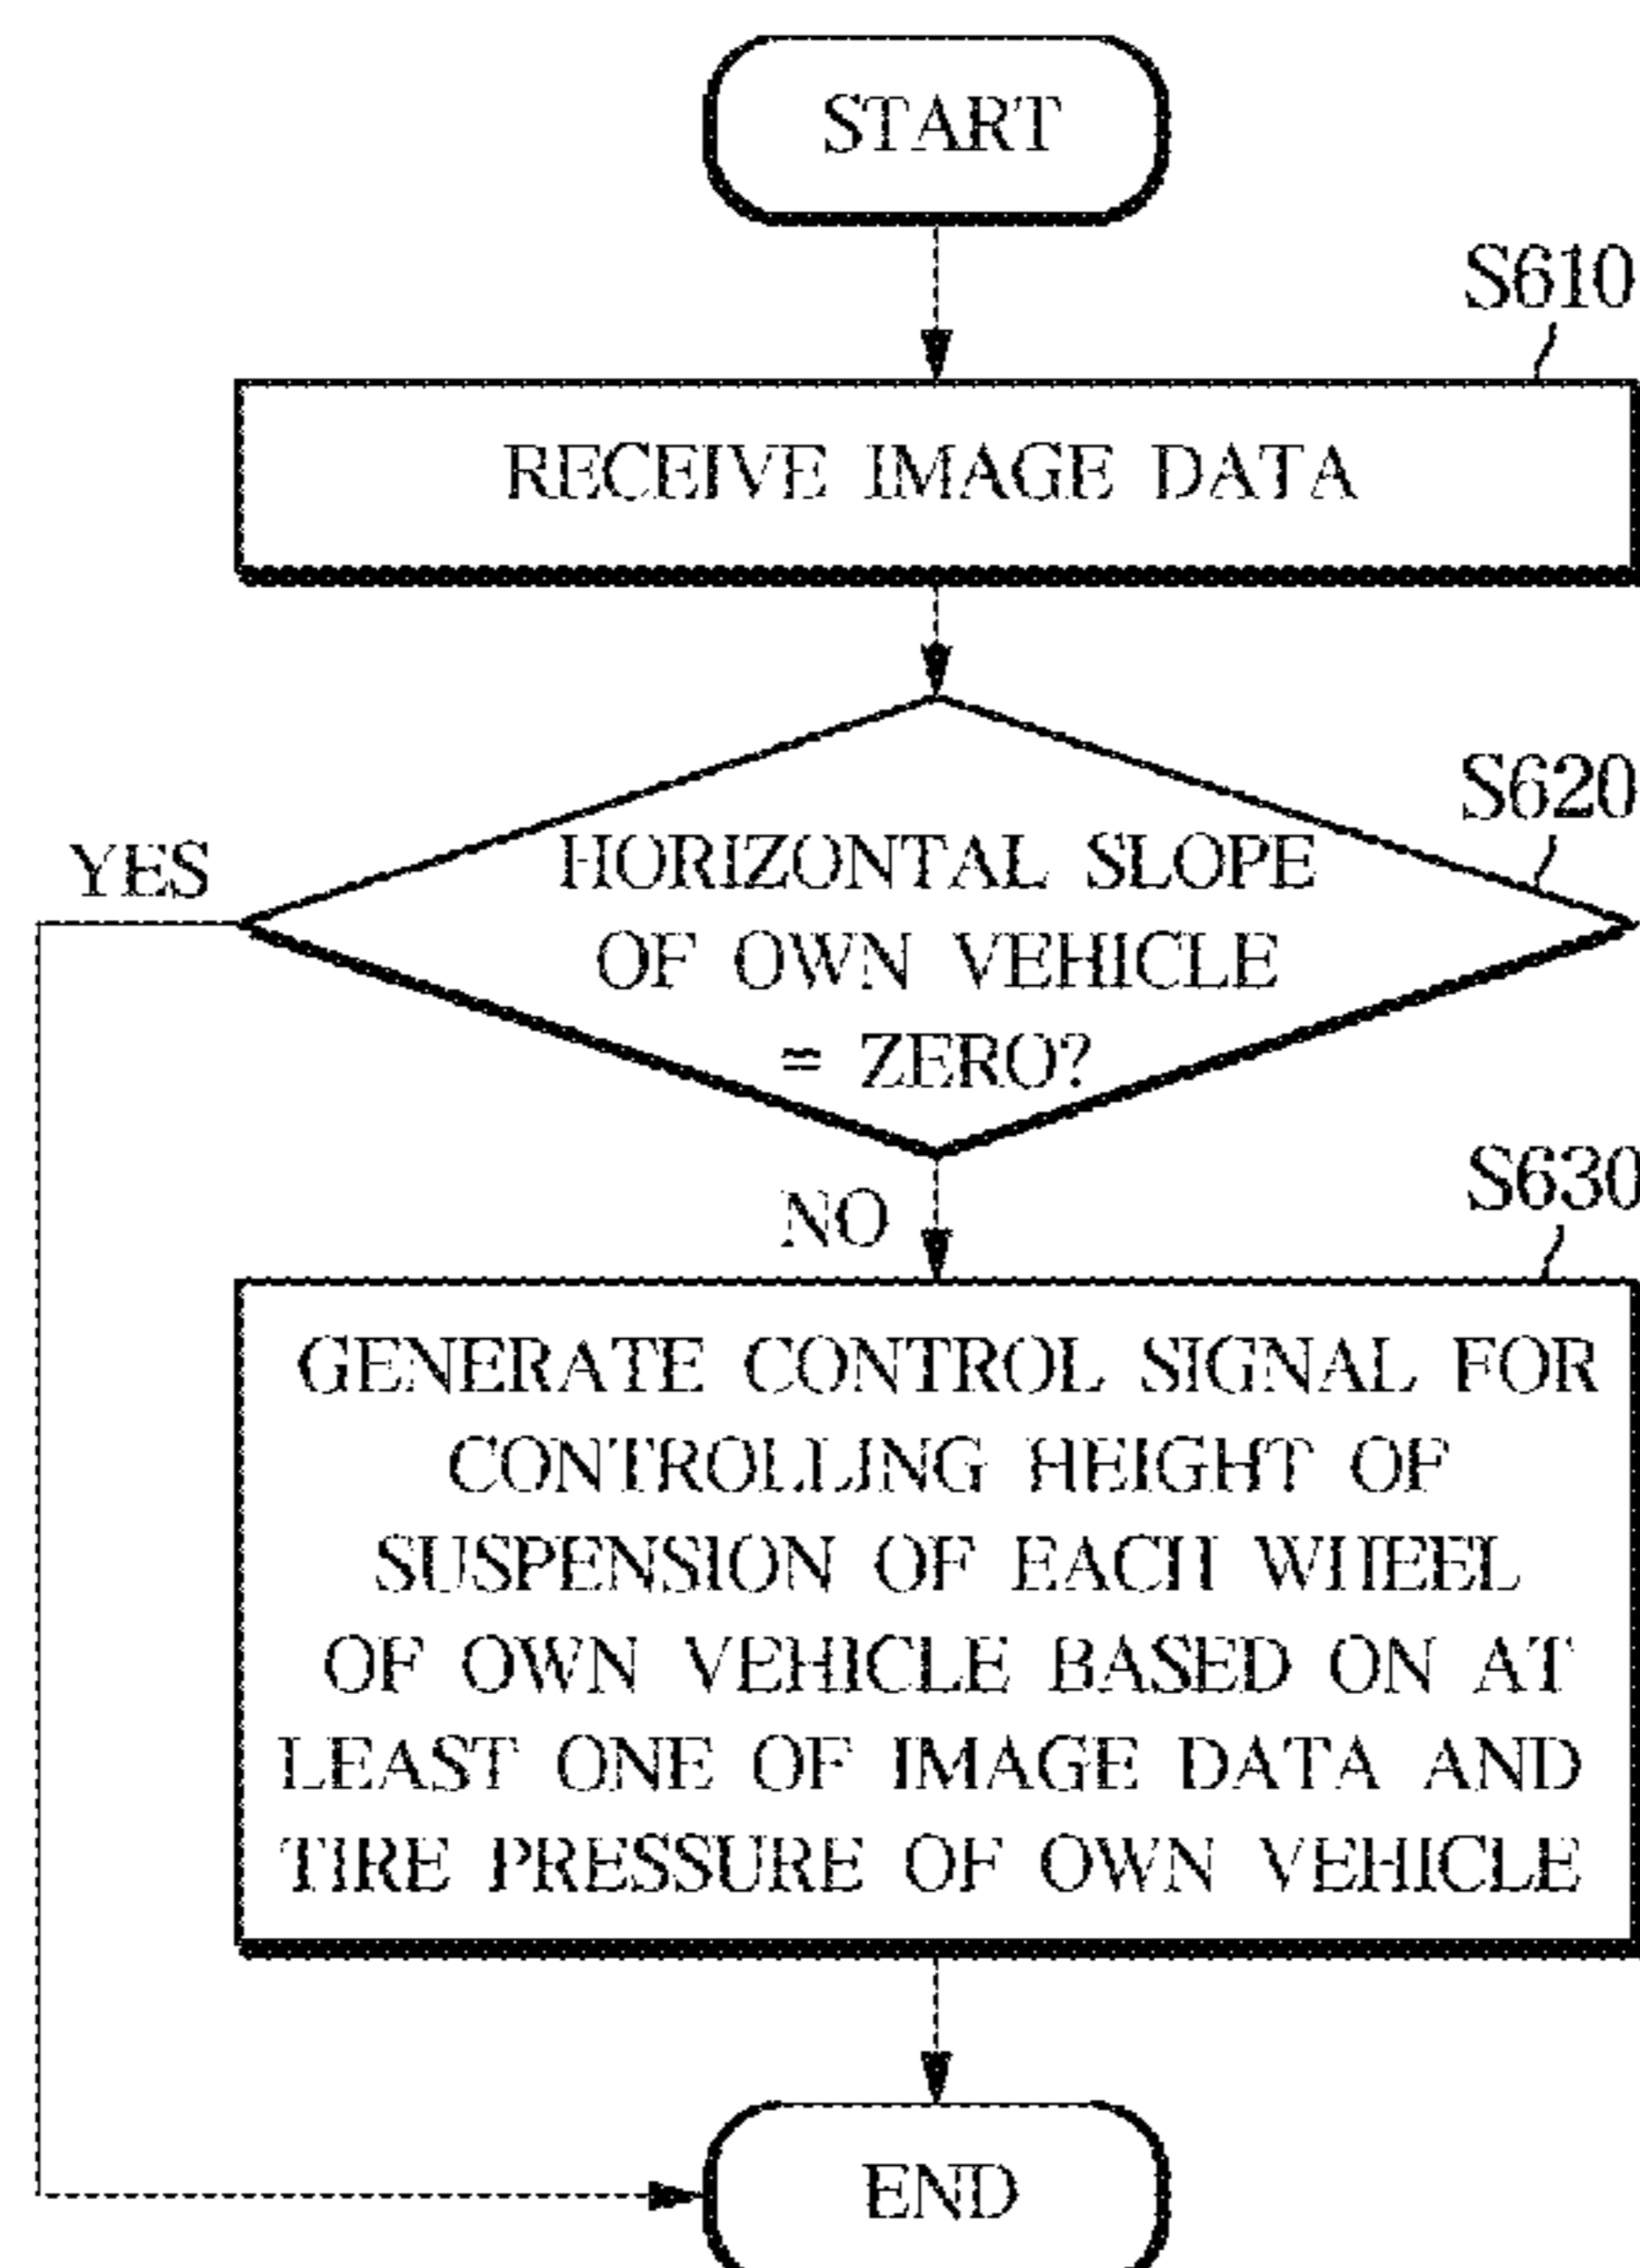 START
S610
RECEIVE IMAGE DATA
S620
YES
HORIZONTAL SLOPE
OF OWN VEHICLE
= ZERO?
NO
S630
GENERATE CONTROL SIGNAL FOR
CONTROLLING HEIGHT OF
SUSPENSION OF EACH WHEEL
OF OWN VEHICLE BASED ON AT
LEAST ONE OF IMAGE DATA AND
TIRE PRESSURE OF OWN VEHICLE
END